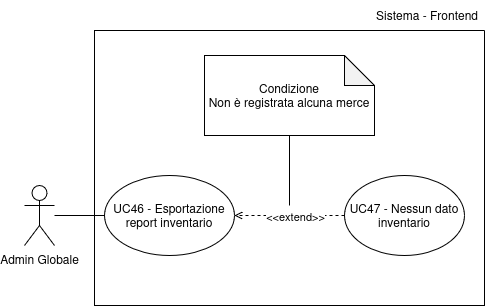 Sistema - Frontend
Condizione
Non è registrata alcuna merce
UC46 - Esportazione
report inventario
<<extend>>
UC47 - Nessun dato
inventario
Admin Globale